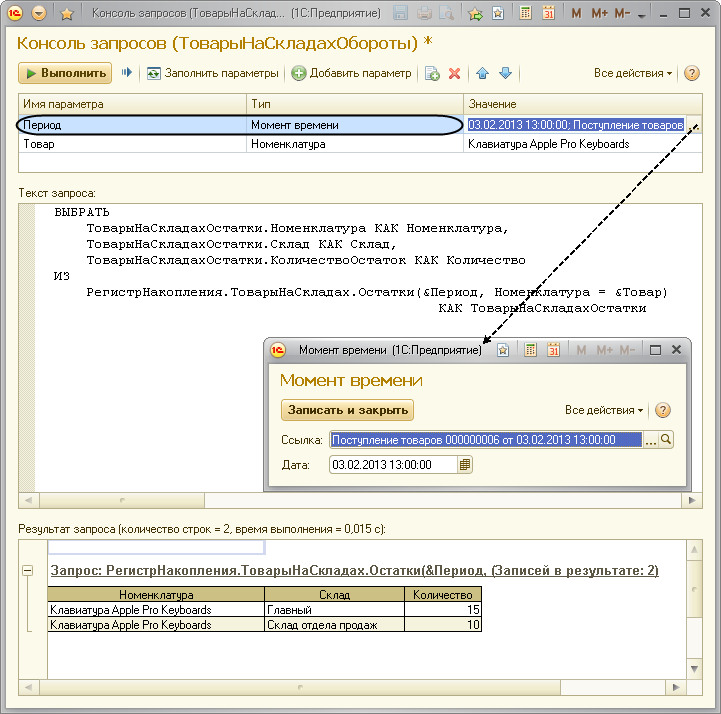 Консоль запросов (ТоварыНаСклад... (1С:Предприятие)
M M+ M-
Консоль запросов (ТоварыНаСкладахОбороты) *
Выполнить Заполнить параметры Добавить параметр Все действия
Имя параметра Тип Значение
Период Момент времени 03.02.2013 13:00:00; Поступление товаров ...
Товар Номенклатура Клавиатура Apple Pro Keyboards
Текст запроса:
ВЫБРАТЬ
ТоварыНаСкладахОстатки.Номенклатура КАК Номенклатура,
ТоварыНаСкладахОстатки.Склад КАК Склад,
ТоварыНаСкладахОстатки.КоличествоОстаток КАК Количество
ИЗ
РегистрНакопления.ТоварыНаСкладах.Остатки(&Период, Номенклатура = &Товар)
КАК ТоварыНаСкладахОстатки
Момент времени (1С:Предприятие)
31 M M+ M-
Момент времени
Записать и закрыть Все действия
Ссылка: Поступление товаров 000000006 от 03.02.2013 13:00:00 ...
Дата: 03.02.2013 13:00:00
Результат запроса (количество строк = 2, время выполнения = 0,015 с):
Запрос: РегистрНакопления.ТоварыНаСкладах.Остатки(&Период, (Записей в результате: 2)
Номенклатура Склад Количество
Клавиатура Apple Pro Keyboards Главный 15
Клавиатура Apple Pro Keyboards Склад отдела продаж 10